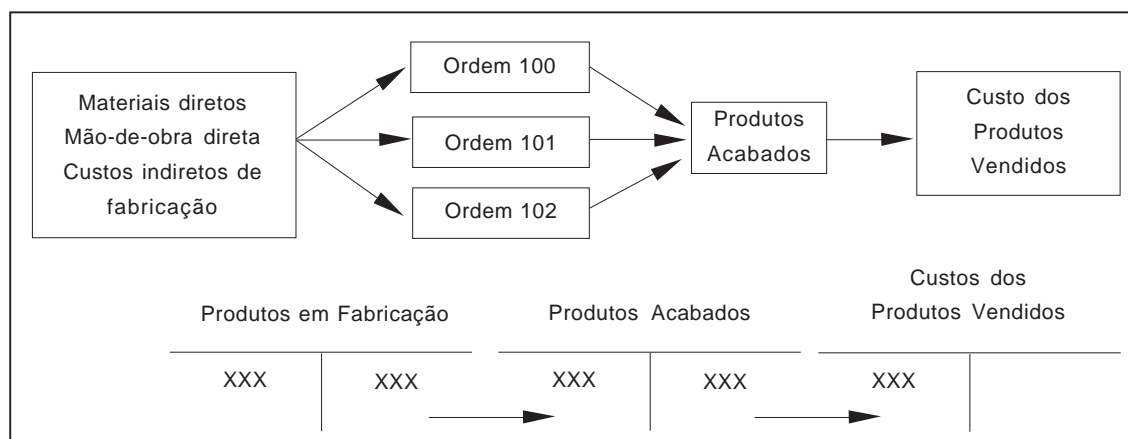 Materiais diretos
Mão-de-obra direta
Custos indiretos de
fabricação
Ordem 100
Ordem 101
Ordem 102
Produtos
Acabados
Custo dos
Produtos
Vendidos
Produtos em Fabricação
Produtos Acabados
Custos dos
Produtos Vendidos
XXX XXX XXX XXX XXX